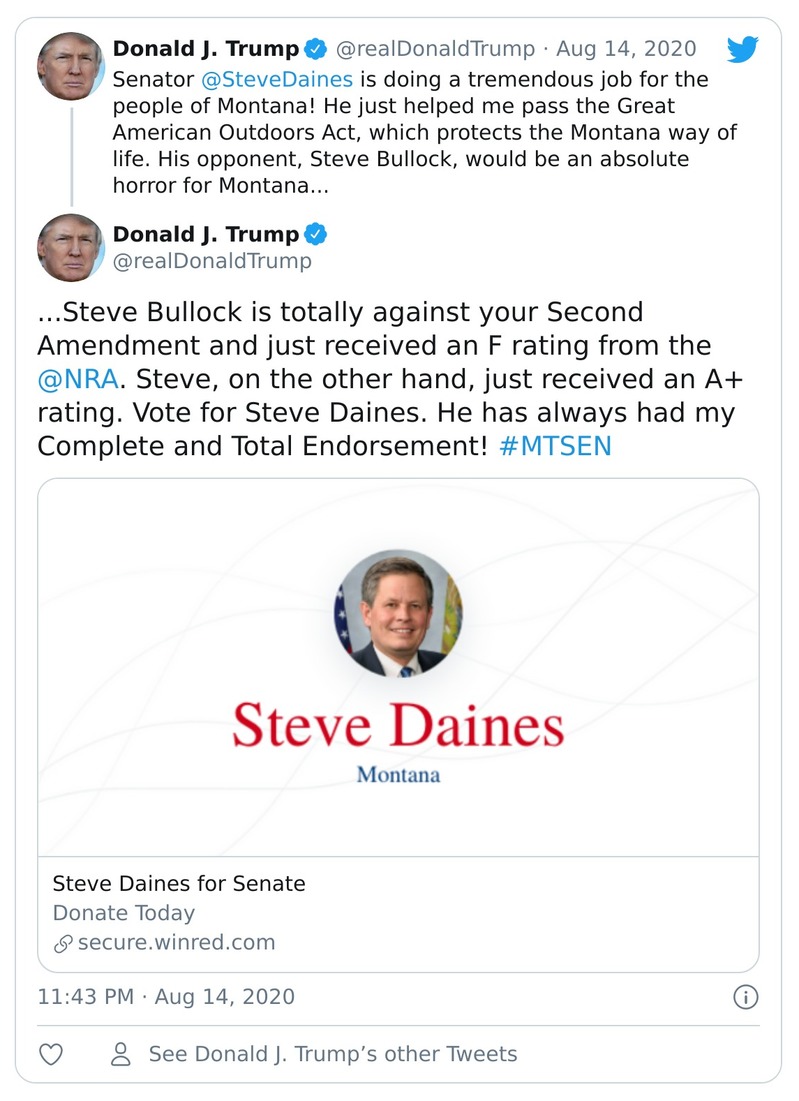 Donald J. Trump @realDonaldTrump · Aug 14, 2020
Senator @SteveDaines is doing a tremendous job for the
people of Montana! He just helped me pass the Great
American Outdoors Act, which protects the Montana way of
life. His opponent, Steve Bullock, would be an absolute
horror for Montana...
Donald J. Trump
@realDonaldTrump
...Steve Bullock is totally against your Second
Amendment and just received an F rating from the
@NRA. Steve, on the other hand, just received an A+
rating. Vote for Steve Daines. He has always had my
Complete and Total Endorsement! #MTSEN
Steve Daines
Montana
Steve Daines for Senate
Donate Today
secure.winred.com
11:43 PM · Aug 14, 2020
See Donald J. Trump’s other Tweets